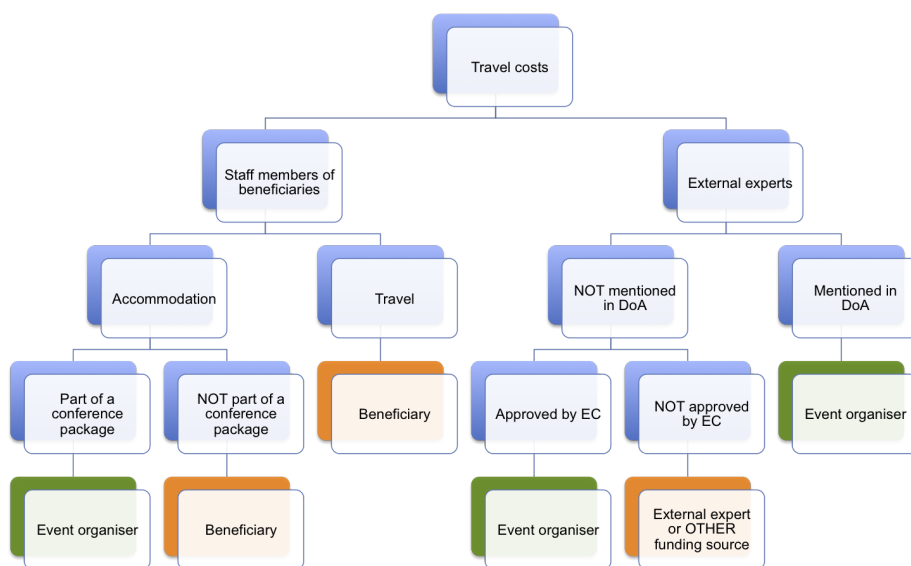 Travel costs
Staff members of
beneficiaries
External experts
Accommodation
Travel
NOT mentioned
in DoA
Mentioned in
DoA
Part of a
conference
package
NOT part of a
conference
package
Beneficiary
Approved by EC
NOT approved
by EC
Event organiser
Event organiser
Beneficiary
Event organiser
External expert
or OTHER
funding source